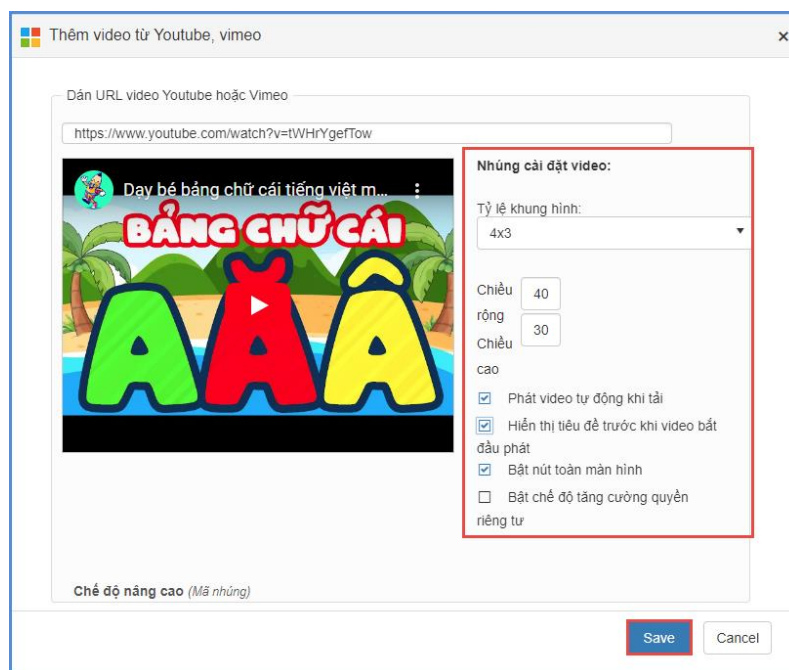 Thêm video từ Youtube, vimeo
×
Dán URL video Youtube hoặc Vimeo
https://www.youtube.com/watch?v=tWHrYgefTow
Dạy bé bảng chữ cái tiếng việt m...
BẢNG CHỮ CÁI
A Ă Â
Nhúng cài đặt video:
Tỷ lệ khung hình:
4x3
Chiều 40
rộng
30
Chiều
cao
Phát video tự động khi tải
Hiển thị tiêu đề trước khi video bắt
đầu phát
Bật nút toàn màn hình
Bật chế độ tăng cường quyền
riêng tư
Chế độ nâng cao (Mã nhúng)
Save Cancel